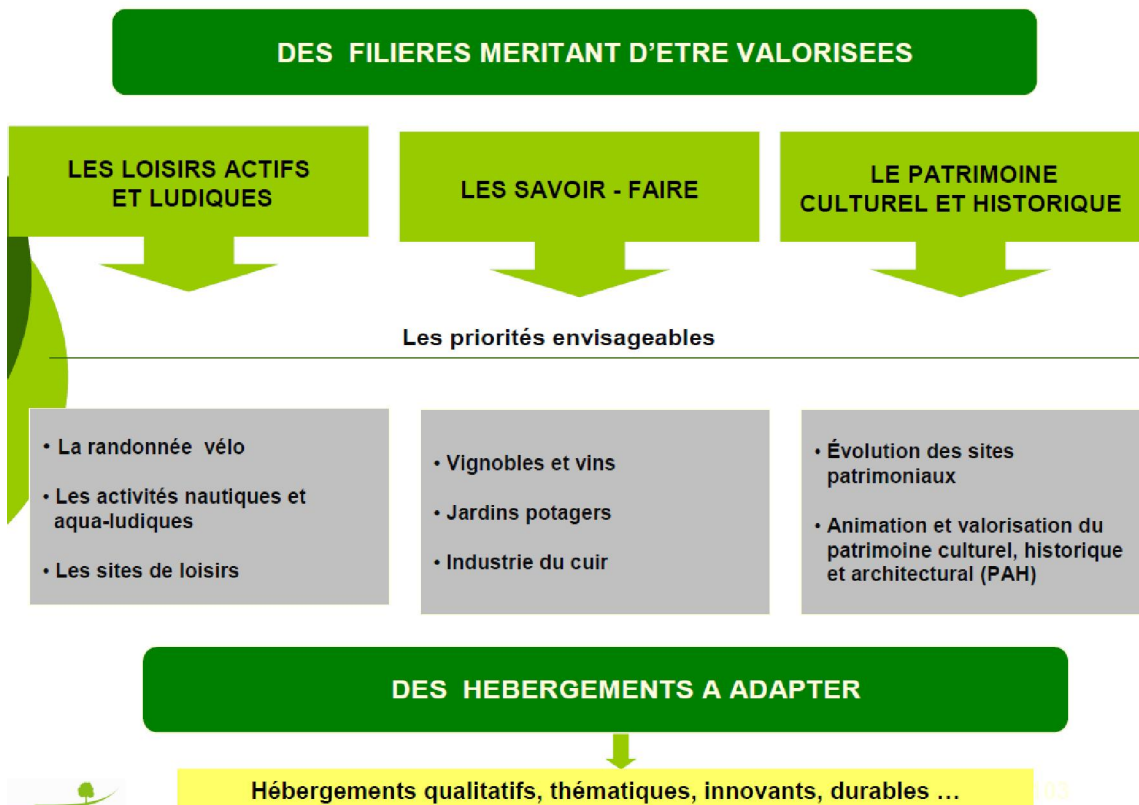 DES FILIERES MERITANT D'ETRE VALORISEES
LES LOISIRS ACTIFS
ET LUDIQUES
LES SAVOIR - FAIRE
LE PATRIMOINE
CULTUREL ET HISTORIQUE
Les priorités envisageables
• La randonnée vélo
• Les activités nautiques et
aqua-ludiques
• Les sites de loisirs
• Vignobles et vins
• Jardins potagers
• Industrie du cuir
• Évolution des sites
patrimoniaux
• Animation et valorisation du
patrimoine culturel, historique
et architectural (PAH)
DES HEBERGEMENTS A ADAPTER
Hébergements qualitatifs, thématiques, innovants, durables ...